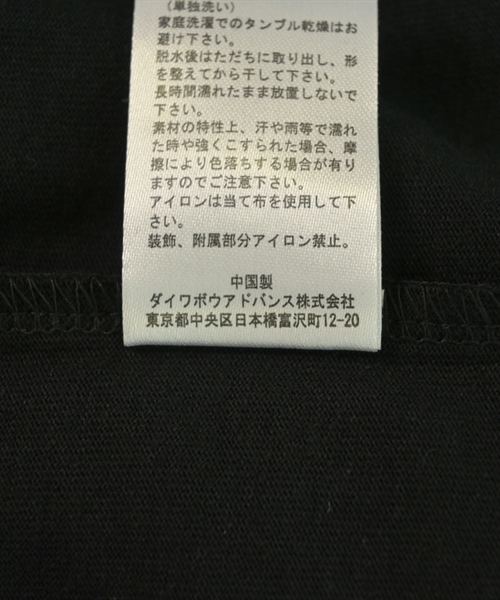 (単独洗い)
家庭洗濯でのタンブル乾燥はお
避け下さい。
脱水後はただちに取り出し、形
を整えてから干して下さい。
長時間濡れたまま放置しないで
下さい。
素材の特性上、汗や雨等で濡れ
た時や強くこすられた場合、摩
擦により色落ちする場合が有り
ますのでご注意下さい。
アイロンは当て布を使用して下
さい。
装飾、附属部分アイロン禁止。
中国製
ダイワボウアドバンス株式会社
東京都中央区日本橋富沢町12-20